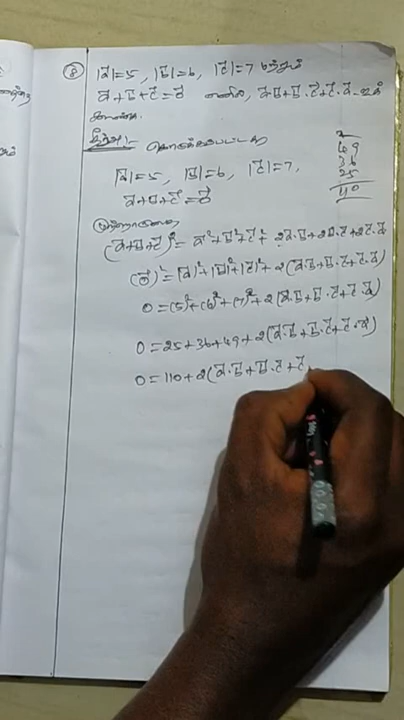 ⑧ |a⃗|=5, |b⃗|=6, |c⃗|=7 மற்றும்
a⃗+b⃗+c⃗=0⃗ எனில், a⃗.b⃗+b⃗.c⃗+c⃗.a⃗-ஐக்
காண்க.
தீர்வு:-
கொடுக்கப்பட்டது
49
36
25
110
|a⃗|=5, |b⃗|=6, |c⃗|=7,
a⃗+b⃗+c⃗=0⃗
(a⃗+b⃗+c⃗)²=a⃗²+b⃗²+c⃗²+2a⃗.b⃗+2b⃗.c⃗+2c⃗.a⃗
(0⃗)²=|a⃗|²+|b⃗|²+|c⃗|²+2(a⃗.b⃗+b⃗.c⃗+c⃗.a⃗)
0=(5)²+(6)²+(7)²+2(a⃗.b⃗+b⃗.c⃗+c⃗.a⃗)
0=25+36+49+2(a⃗.b⃗+b⃗.c⃗+c⃗.a⃗)
0=110+2(a⃗.b⃗+b⃗.c⃗+c⃗.